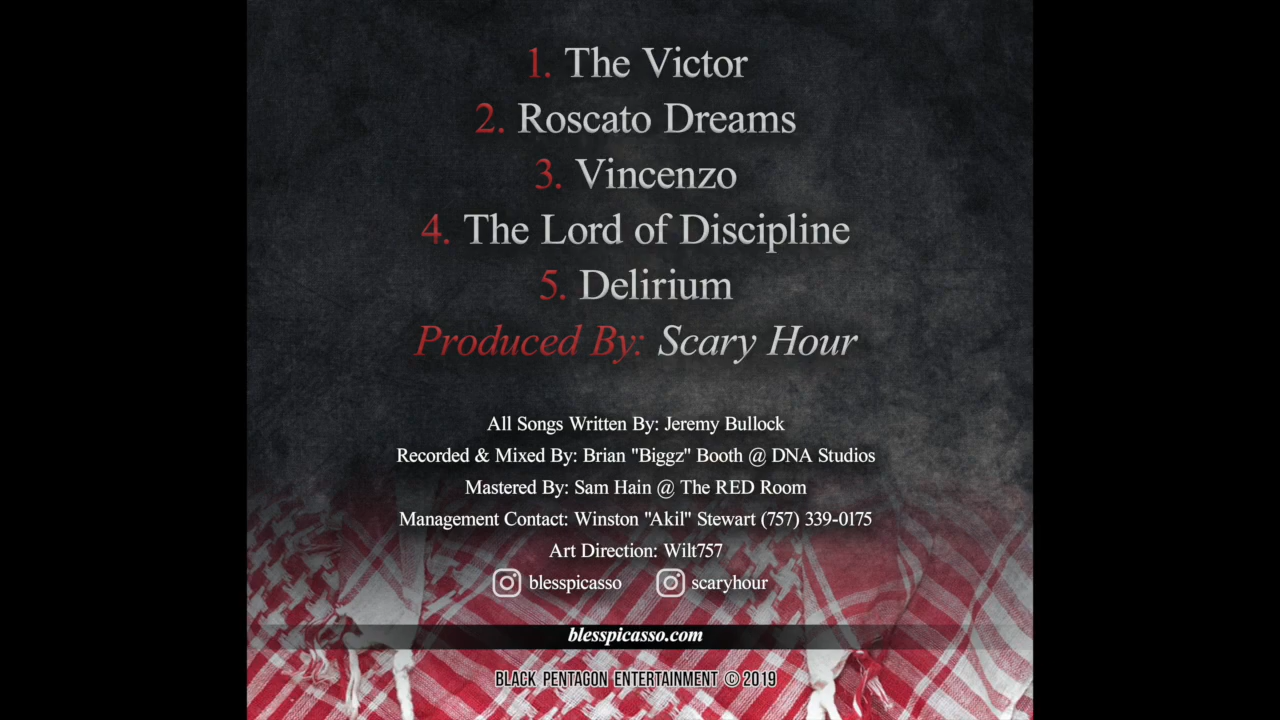 1. The Victor
2. Roscato Dreams
3. Vincenzo
4. The Lord of Discipline
5. Delirium
Produced By: Scary Hour
All Songs Written By: Jeremy Bullock
Recorded & Mixed By: Brian "Biggz" Booth @ DNA Studios
Mastered By: Sam Hain @ The RED Room
Management Contact: Winston "Akil" Stewart (757) 339-0175
Art Direction: Wilt757
blesspicasso scaryhour
blesspicasso.com
BLACK PENTAGON ENTERTAINMENT © 2019